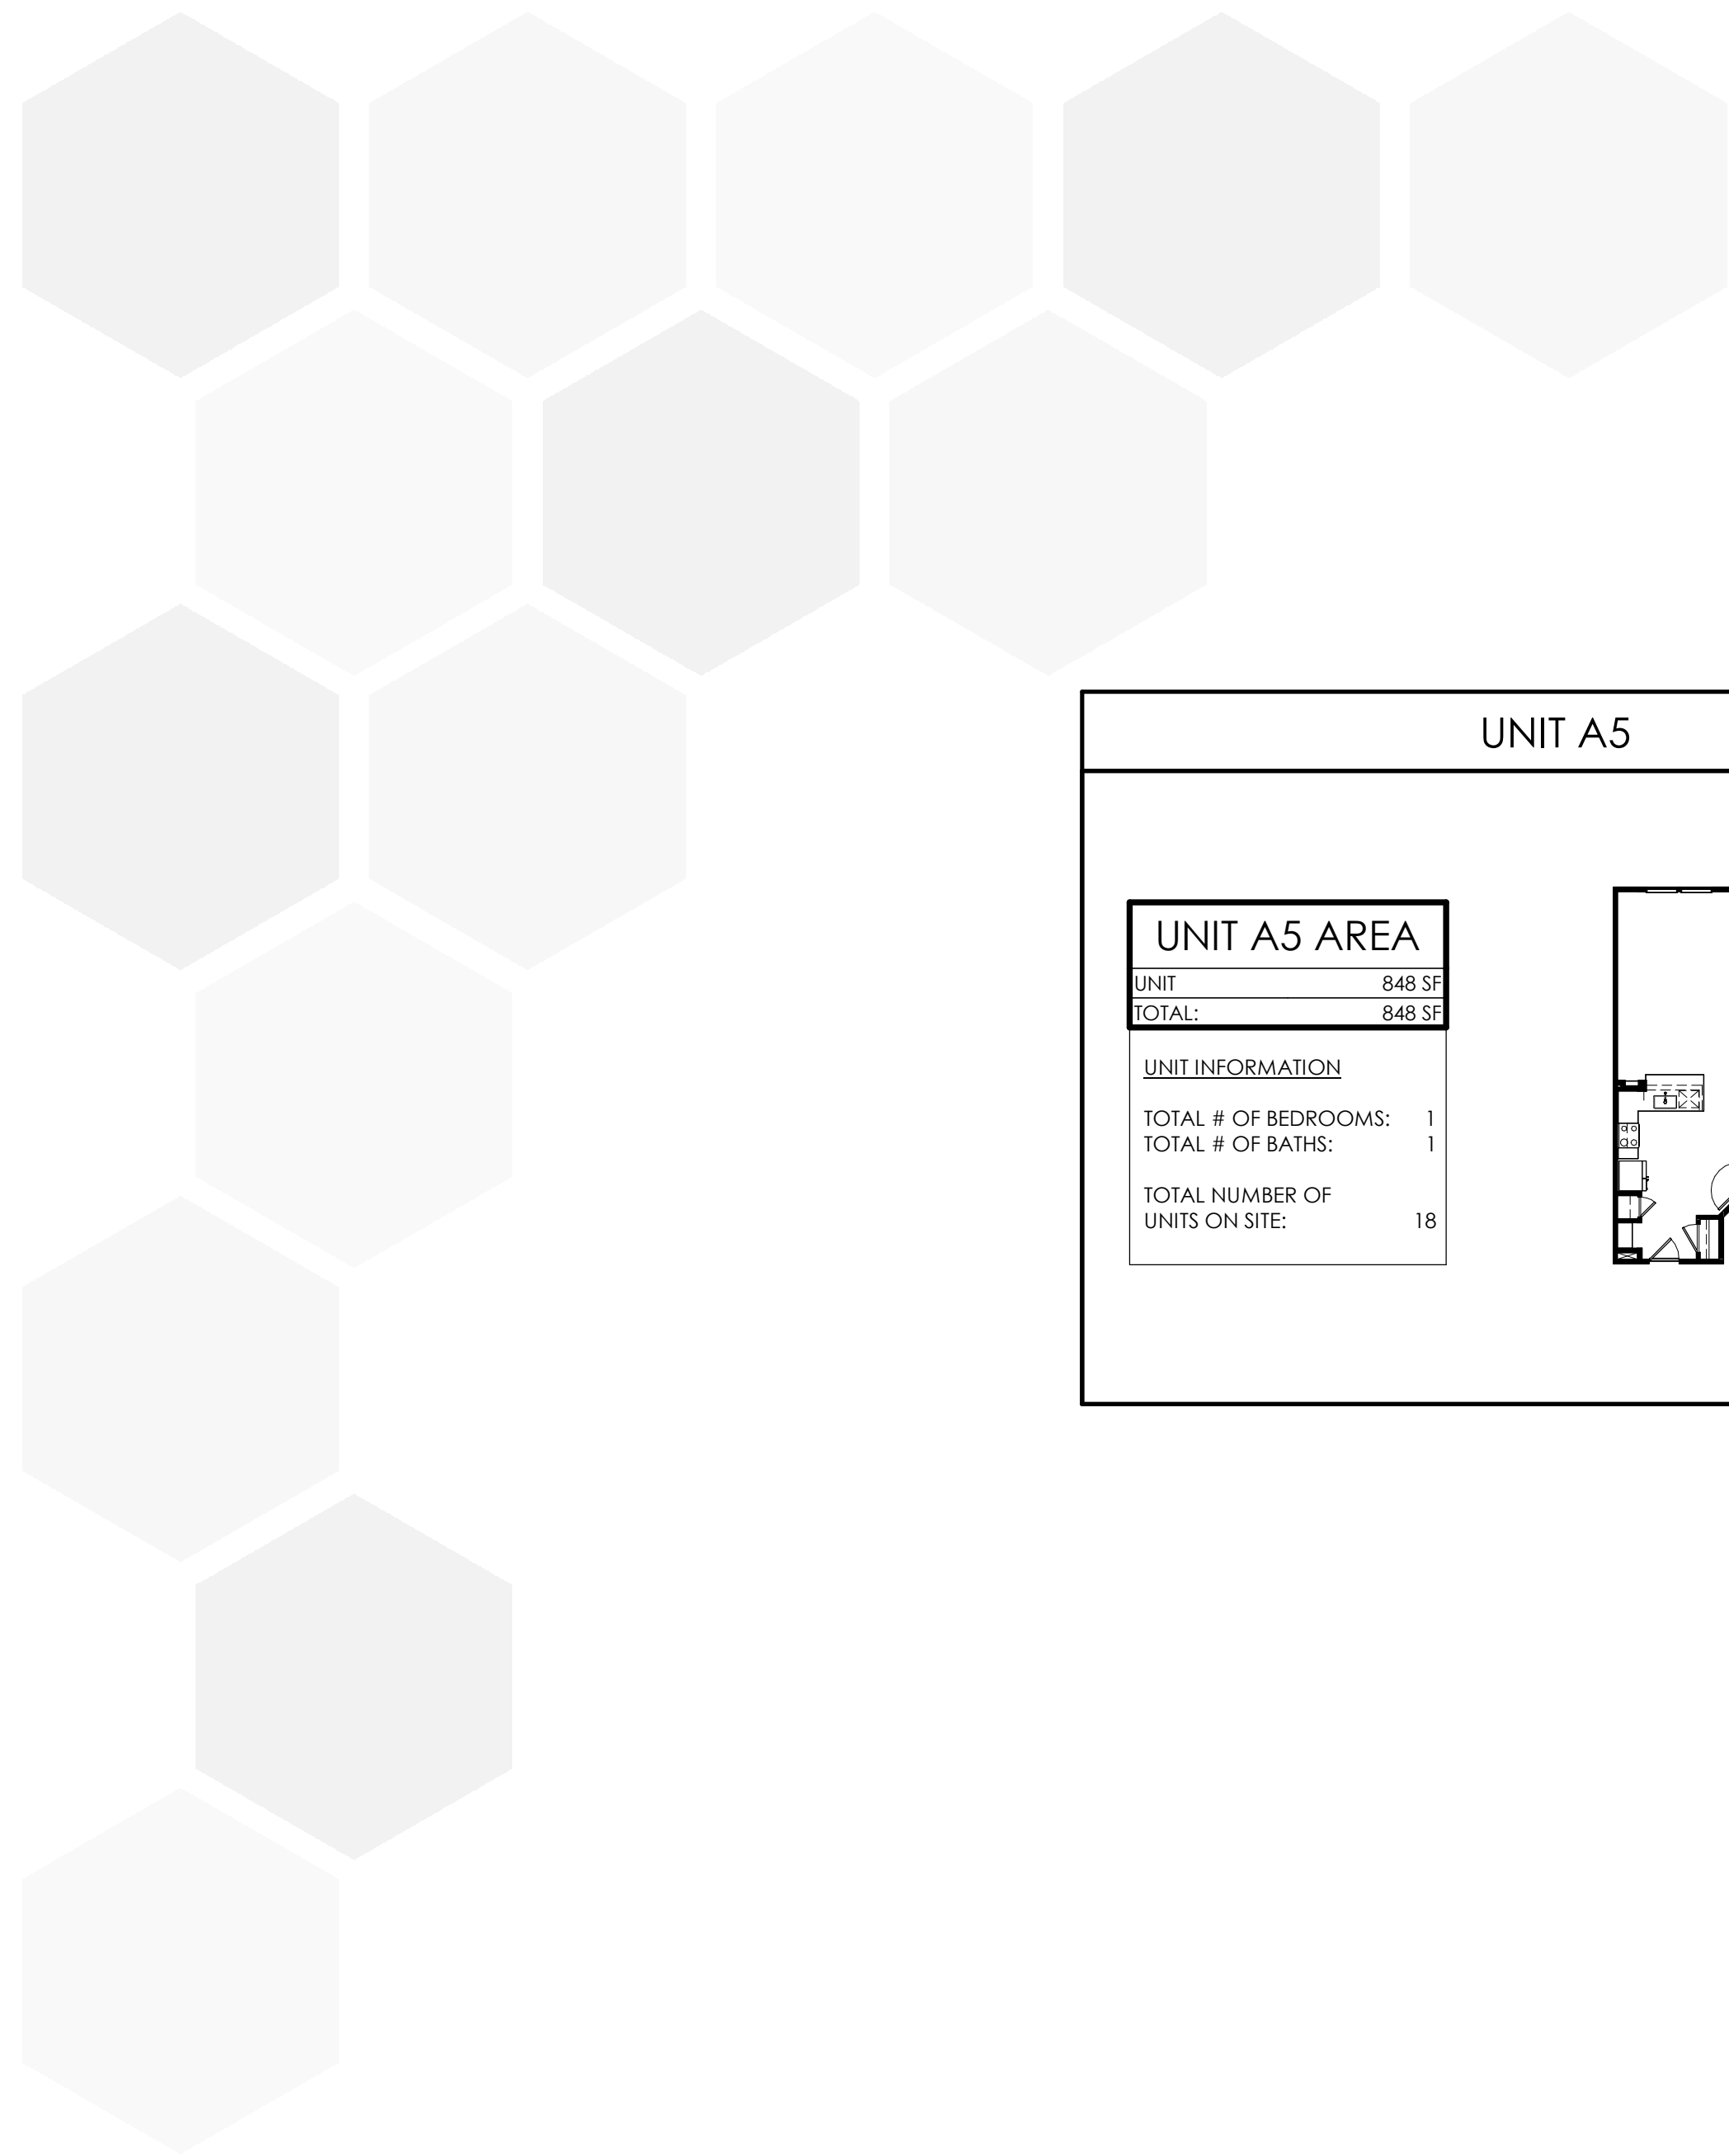 UNIT A5
UNIT A5 AREA
UNIT 848 SF
TOTAL: 848 SF
UNIT INFORMATION
TOTAL # OF BEDROOMS: 1
TOTAL # OF BATHS: 1
TOTAL NUMBER OF
UNITS ON SITE: 18